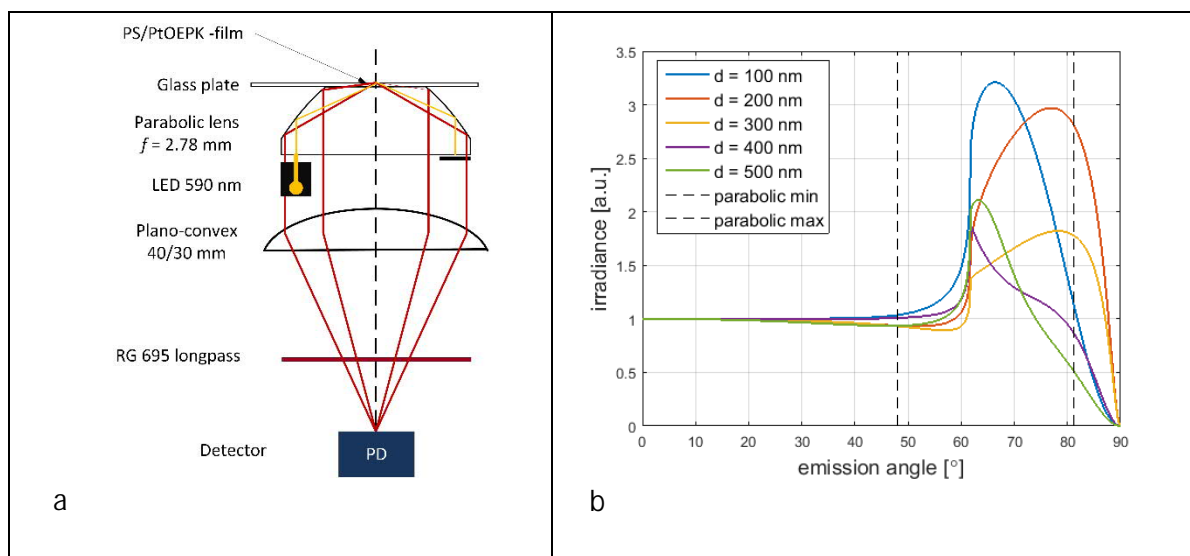 PS/PtOEPK -film
Glass plate
Parabolic lens
f = 2.78 mm
LED 590 nm
Plano-convex
40/30 mm
RG 695 longpass
Detector
PD
a
3.5
3
2.5
2
1.5
1
0.5
0
irradiance [a.u.]
d = 100 nm
d = 200 nm
d = 300 nm
d = 400 nm
d = 500 nm
parabolic min
parabolic max
0 10 20 30 40 50 60 70 80 90
emission angle [°]
b